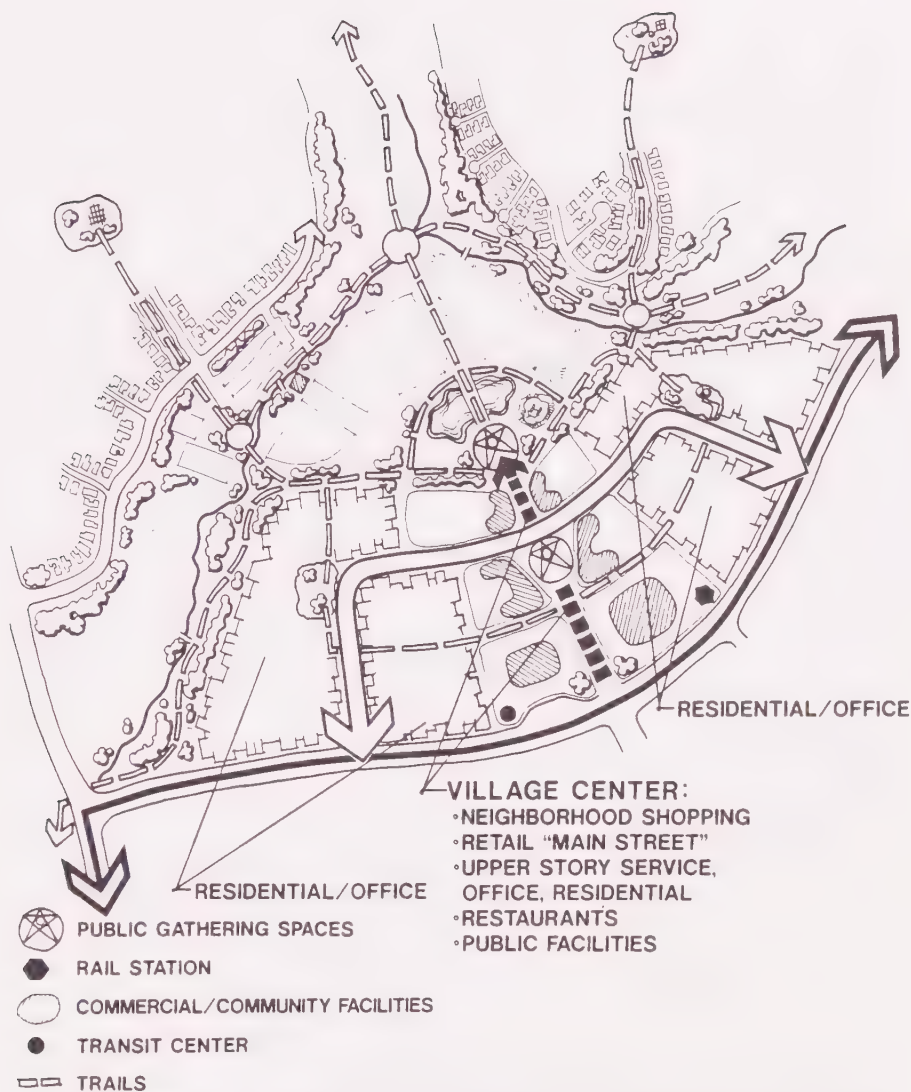 RESIDENTIAL/OFFICE
VILLAGE CENTER:
◦NEIGHBORHOOD SHOPPING
◦RETAIL "MAIN STREET"
◦UPPER STORY SERVICE,
OFFICE, RESIDENTIAL
◦RESTAURANTS
◦PUBLIC FACILITIES
RESIDENTIAL/OFFICE
PUBLIC GATHERING SPACES
RAIL STATION
COMMERCIAL/COMMUNITY FACILITIES
TRANSIT CENTER
TRAILS